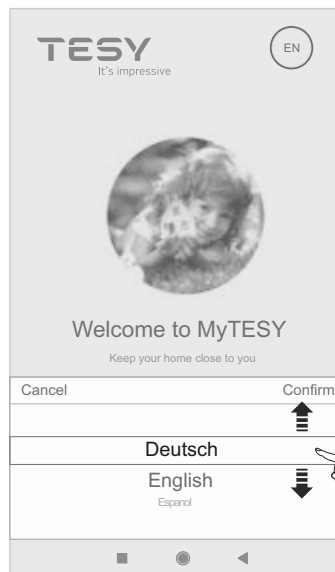 TESY
It's impressive
EN
Welcome to MyTESY
Keep your home close to you
Cancel Confirm
Deutsch
English
Espanol